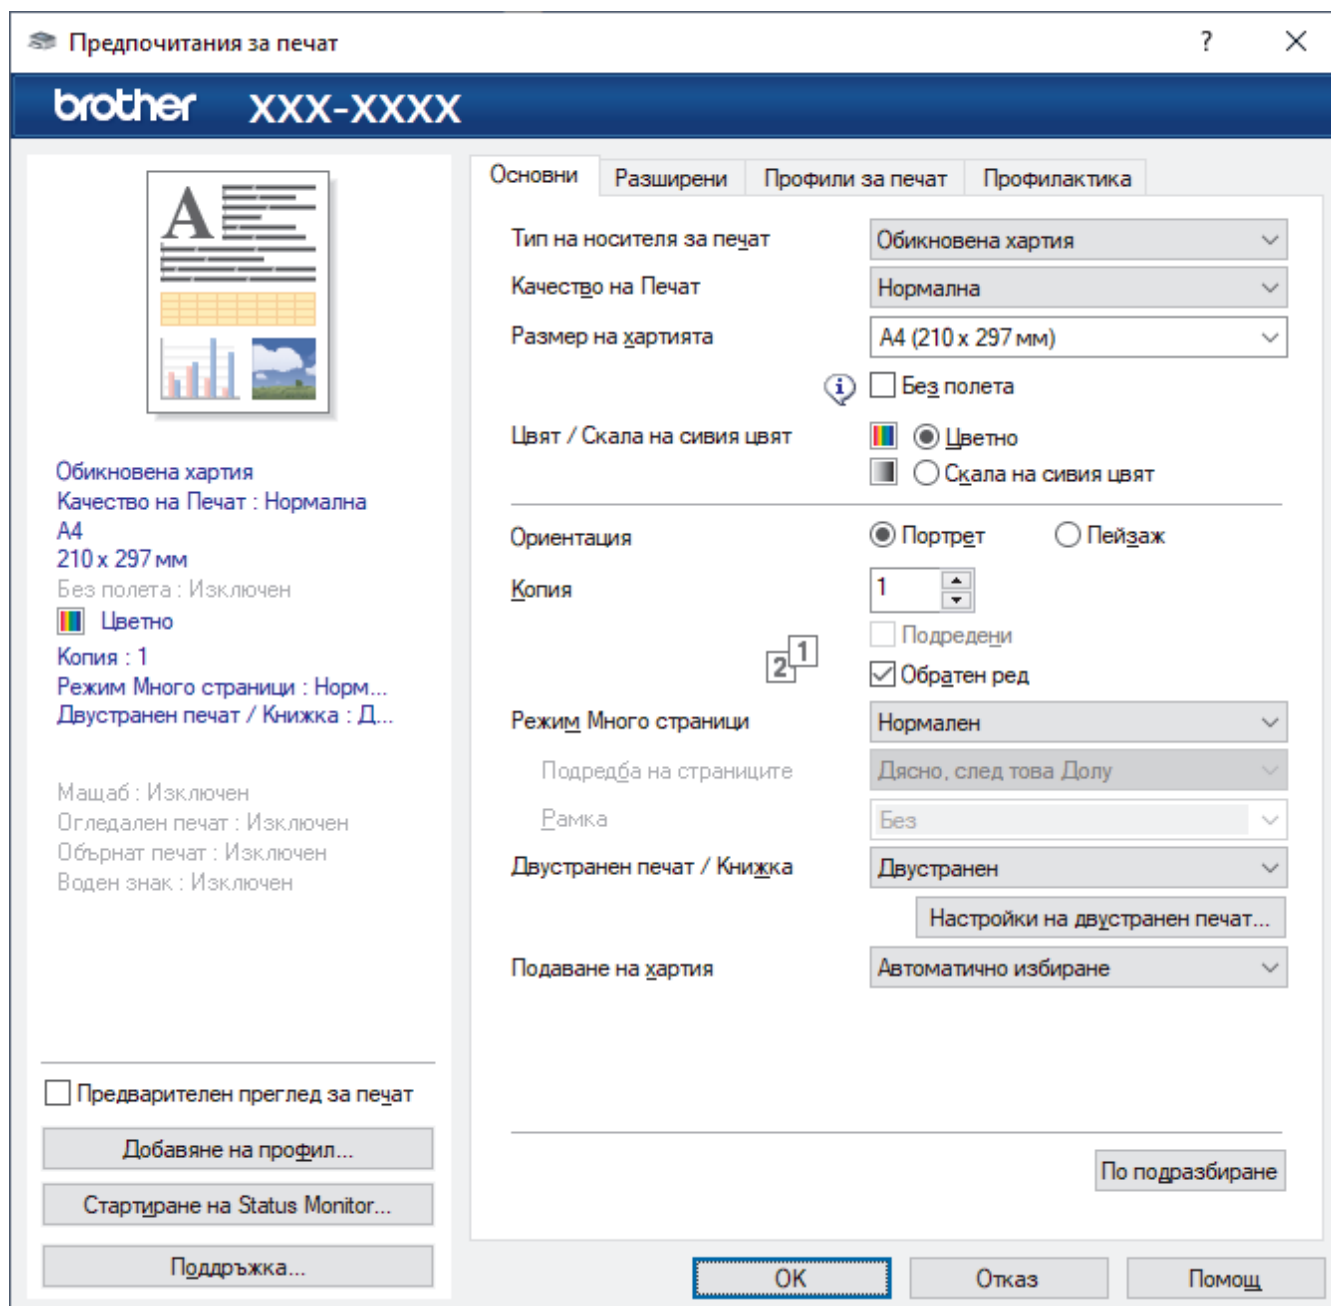 Предпочитания за печат
?
brother XXX-XXXX
A
Обикновена хартия
Качество на Печат : Нормална
A4
210 x 297 мм
Без полета : Изключен
Цветно
Копия : 1
Режим Много страници : Норм...
Двустранен печат / Книжка : Д...
Мащаб : Изключен
Огледален печат : Изключен
Обърнат печат : Изключен
Воден знак : Изключен
Предварителен преглед за печат
Добавяне на профил...
Стартиране на Status Monitor...
Поддръжка...
Основни Разширени Профили за печат Профилактика
Тип на носителя за печат Обикновена хартия
Качество на Печат Нормална
Размер на хартията A4 (210 x 297 мм)
Без полета
Цвят / Скала на сивия цвят Цветно
Скала на сивия цвят
Ориентация Портрет Пейзаж
Копия 1
Подредени
2 1
Обратен ред
Режим Много страници Нормален
Подредба на страниците Дясно, след това Долу
Рамка Без
Двустранен печат / Книжка Двустранен
Настройки на двустранен печат...
Подаване на хартия Автоматично избиране
По подразбиране
OK Отказ Помощ